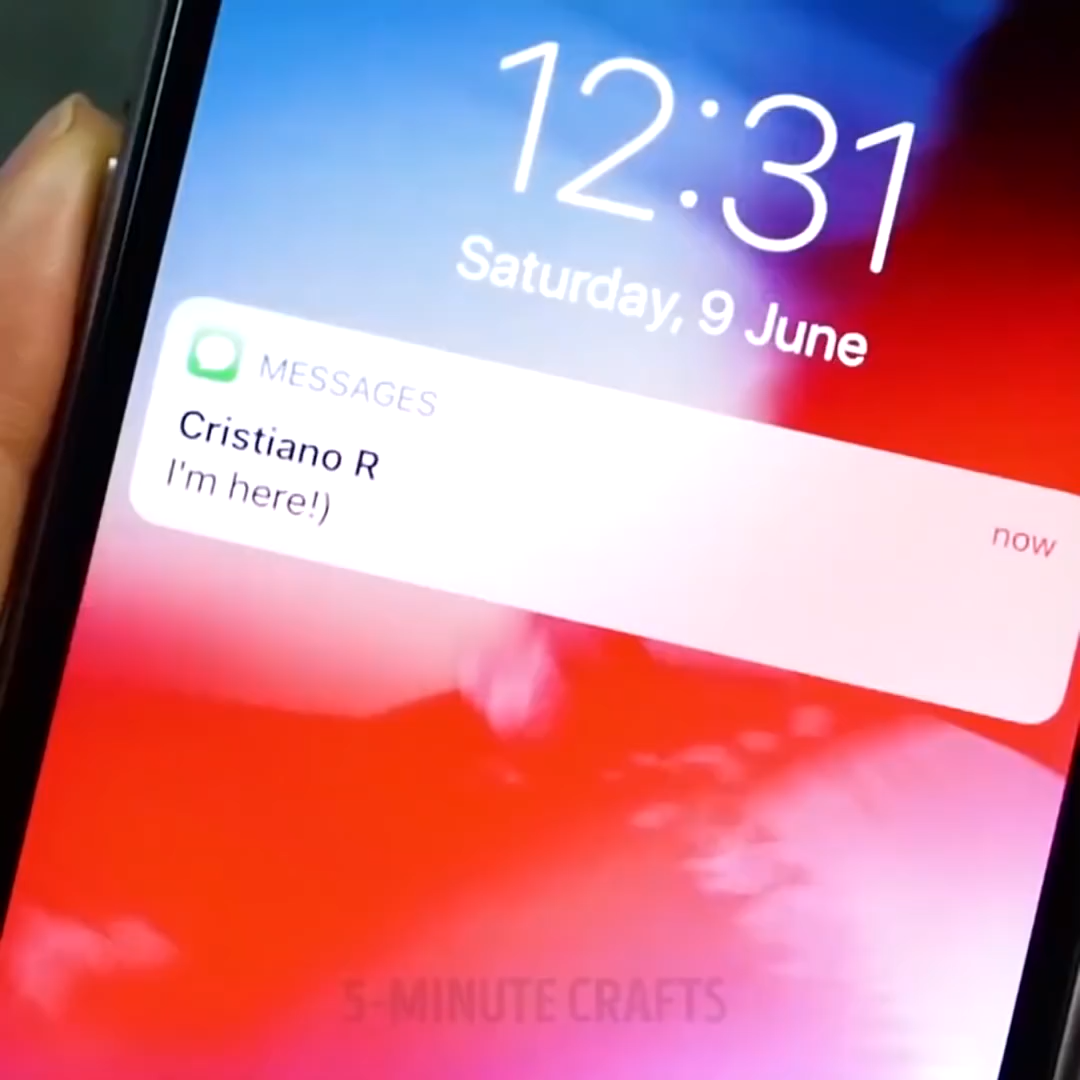 12:31
Saturday, 9 June
MESSAGES
Cristiano R
I'm here!)
now
5-MINUTE CRAFTS